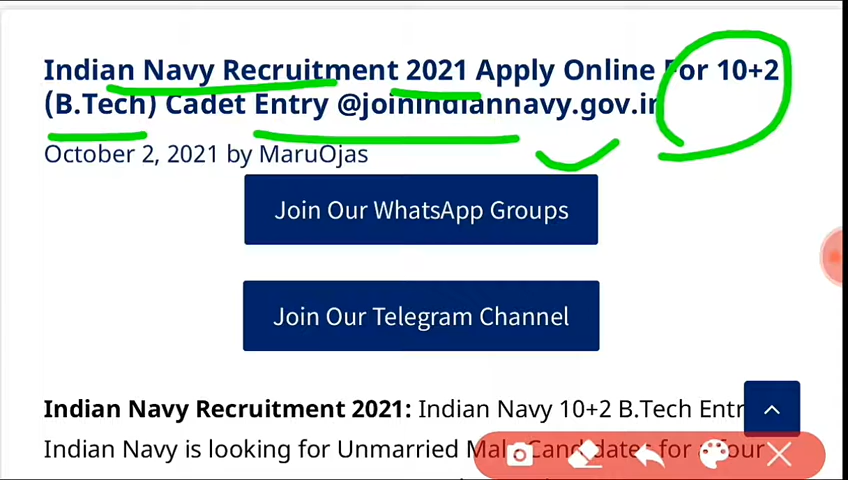 Indian Navy Recruitment 2021 Apply Online For 10+2
(B.Tech) Cadet Entry @joinindiannavy.gov.in
October 2, 2021 by MaruOjas
Join Our WhatsApp Groups
Join Our Telegram Channel
Indian Navy Recruitment 2021: Indian Navy 10+2 B.Tech
Indian Navy is looking for Unmarried Male Candidates for a four